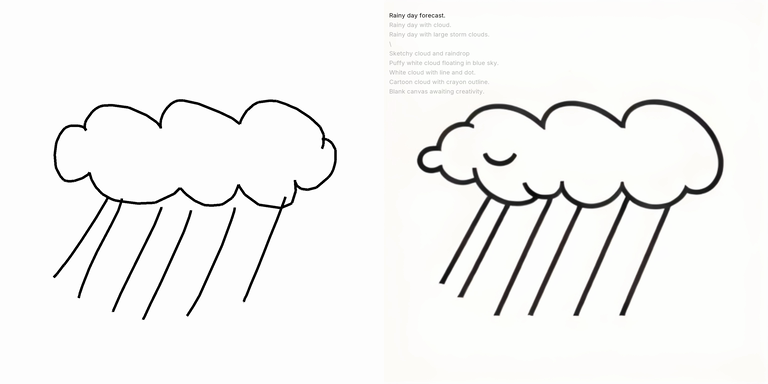 Rainy day forecast.
Rainy day with cloud.
Rainy day with large storm clouds.
\
Sketchy cloud and raindrop
Puffy white cloud floating in blue sky.
White cloud with line and dot.
Cartoon cloud with crayon outline.
Blank canvas awaiting creativity.